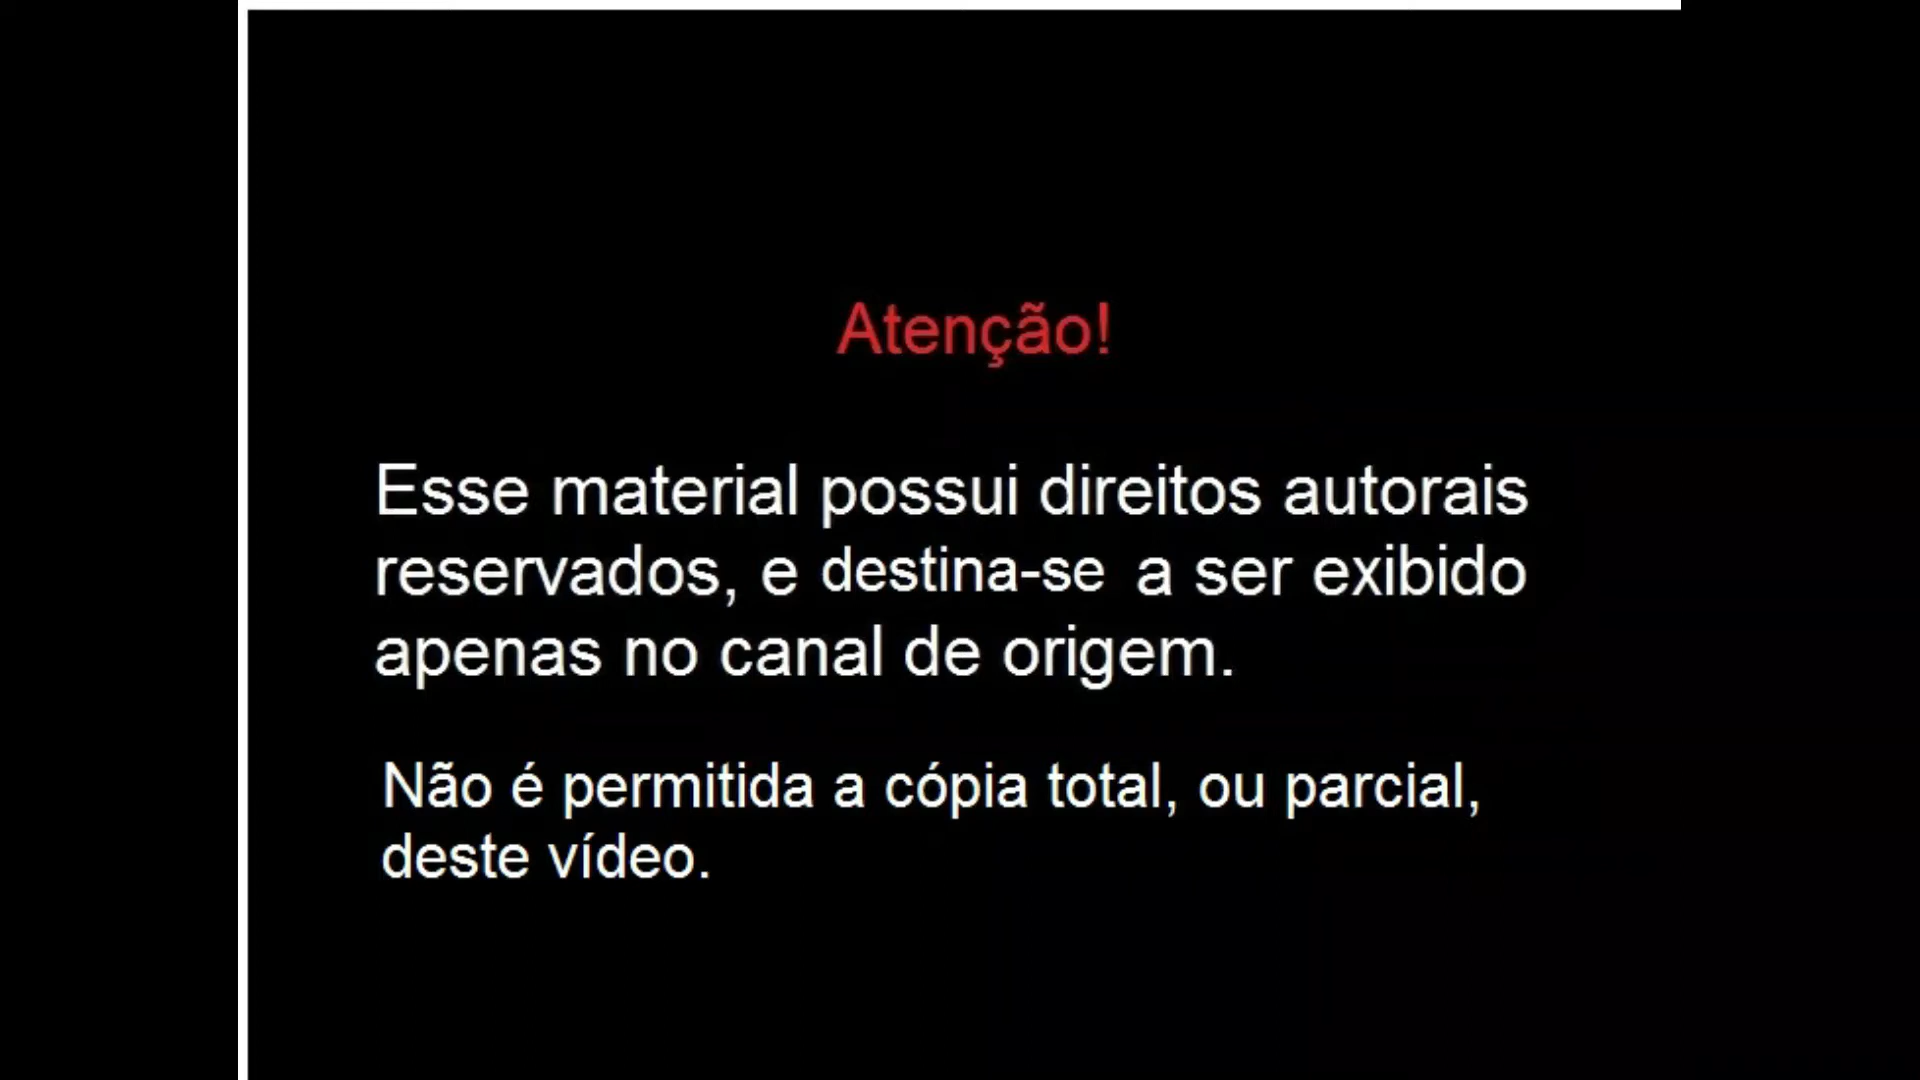 Atenção!
Esse material possui direitos autorais
reservados, e destina-se a ser exibido
apenas no canal de origem.
Não é permitida a cópia total, ou parcial,
deste vídeo.